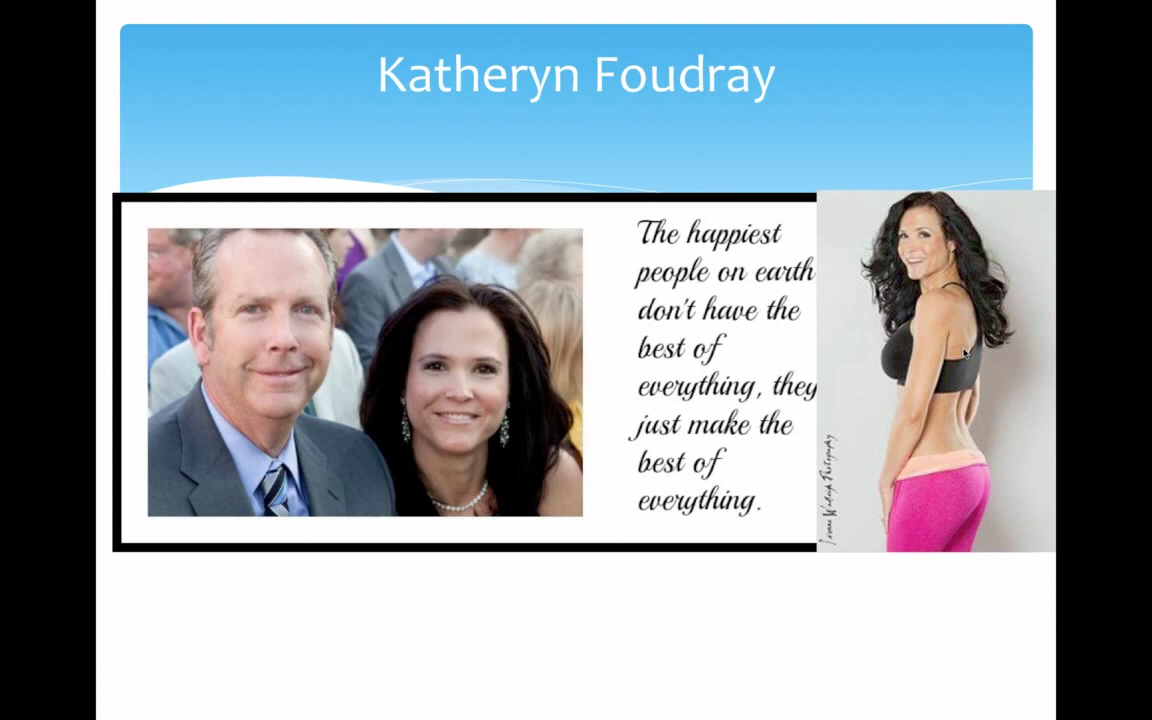 Katheryn Foudray
The happiest
people on earth
don't have the
best of
everything, they
just make the
best of
everything.
Photography